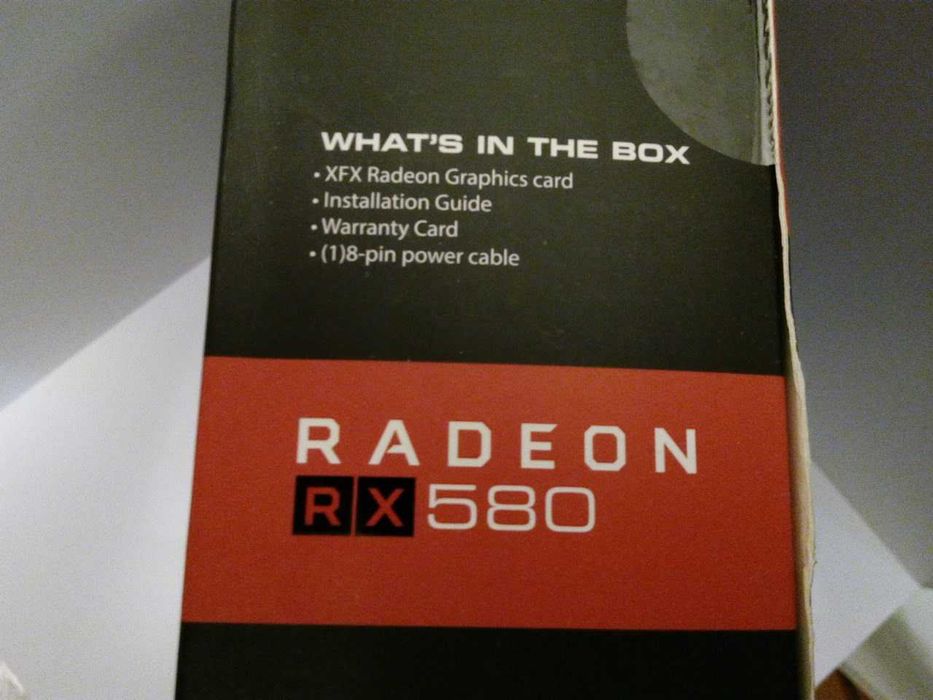 WHAT'S IN THE BOX
• XFX Radeon Graphics card
• Installation Guide
• Warranty Card
• (1)8-pin power cable
RADEON
RX 580